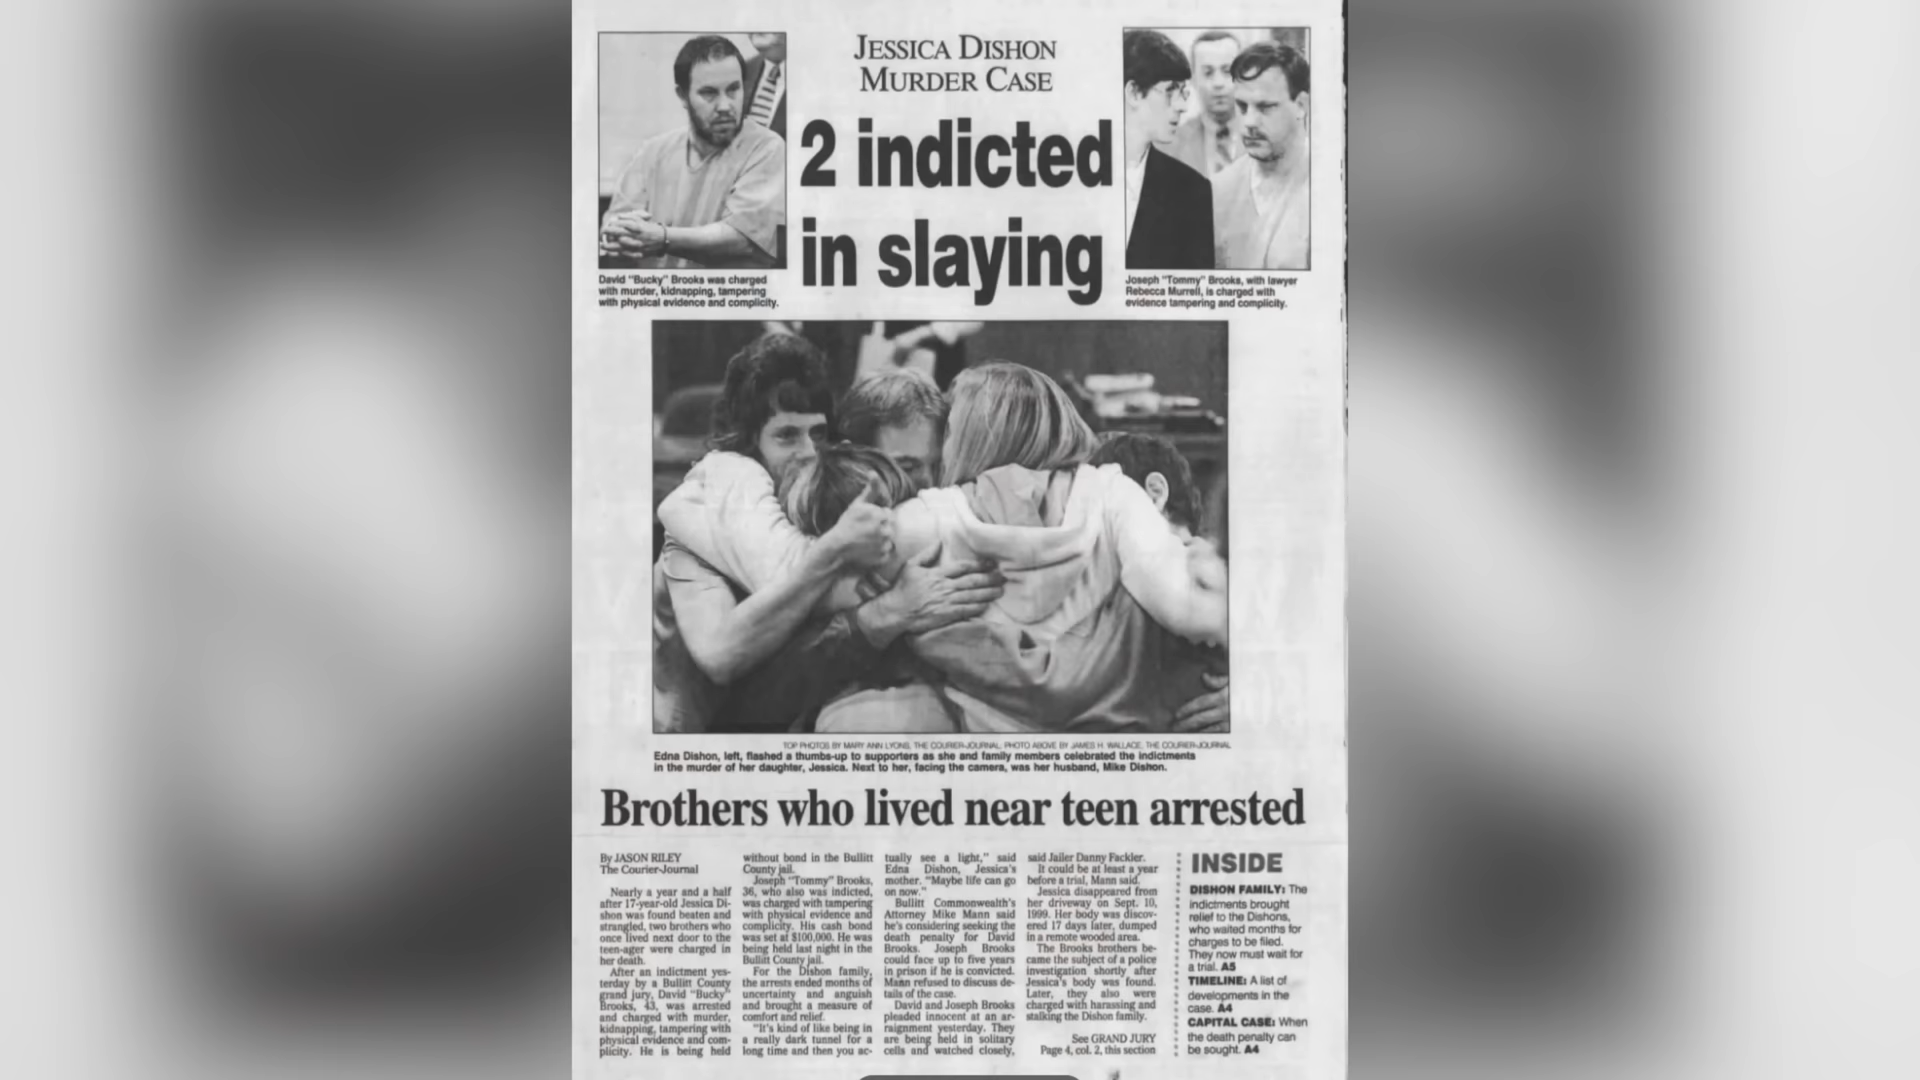 JESSICA DISHON
MURDER CASE
2 indicted
in slaying
David "Bucky" Brooks was charged
with murder, kidnapping, tampering
with physical evidence and complicity.
Joseph "Tommy" Brooks, with lawyer
Rebecca Murrell, is charged with
evidence tampering and complicity.
TOP PHOTOS BY MARY ANN LYONS, THE COURIER-JOURNAL; PHOTO ABOVE BY JAMES H. WALLACE, THE COURIER-JOURNAL
Edna Dishon, left, flashed a thumbs-up to supporters as she and family members celebrated the indictments
in the murder of her daughter, Jessica. Next to her, facing the camera, was her husband, Mike Dishon.
Brothers who lived near teen arrested
By JASON RILEY
The Courier-Journal
Nearly a year and a half
after 17-year-old Jessica Di-
shon was found beaten and
strangled, two brothers who
once lived next door to the
teen-ager were charged in
her death.
After an indictment yes-
terday by a Bullitt County
grand jury, David "Bucky"
Brooks, 43, was arrested
and charged with murder,
kidnapping, tampering with
physical evidence and com-
plicity. He is being held
without bond in the Bullitt
County jail.
Joseph "Tommy" Brooks,
36, who also was indicted,
was charged with tampering
with physical evidence and
complicity. His cash bond
was set at $100,000. He was
being held last night in the
Bullitt County jail.
For the Dishon family,
the arrests ended months of
uncertainty and anguish
and brought a measure of
comfort and relief.
"It's kind of like being in
a really dark tunnel for a
long time and then you ac-
tually see a light," said
Edna Dishon, Jessica's
mother. "Maybe life can go
on now."
Bullitt Commonwealth's
Attorney Mike Mann said
he's considering seeking the
death penalty for David
Brooks. Joseph Brooks
could face up to five years
in prison if he is convicted.
Mann refused to discuss de-
tails of the case.
David and Joseph Brooks
pleaded innocent at an ar-
raignment yesterday. They
are being held in solitary
cells and watched closely,
said Jailer Danny Fackler.
It could be at least a year
before a trial, Mann said.
Jessica disappeared from
her driveway on Sept. 10,
1999. Her body was discov-
ered 17 days later, dumped
in a remote wooded area.
The Brooks brothers be-
came the subject of a police
investigation shortly after
Jessica's body was found.
Later, they also were
charged with harassing and
stalking the Dishon family.
See GRAND JURY
Page 4, col. 2, this section
INSIDE
DISHON FAMILY: The
indictments brought
relief to the Dishons,
who waited months for
charges to be filed.
They now must wait for
a trial. A5
TIMELINE: A list of
developments in the
case. A4
CAPITAL CASE: When
the death penalty can
be sought. A4